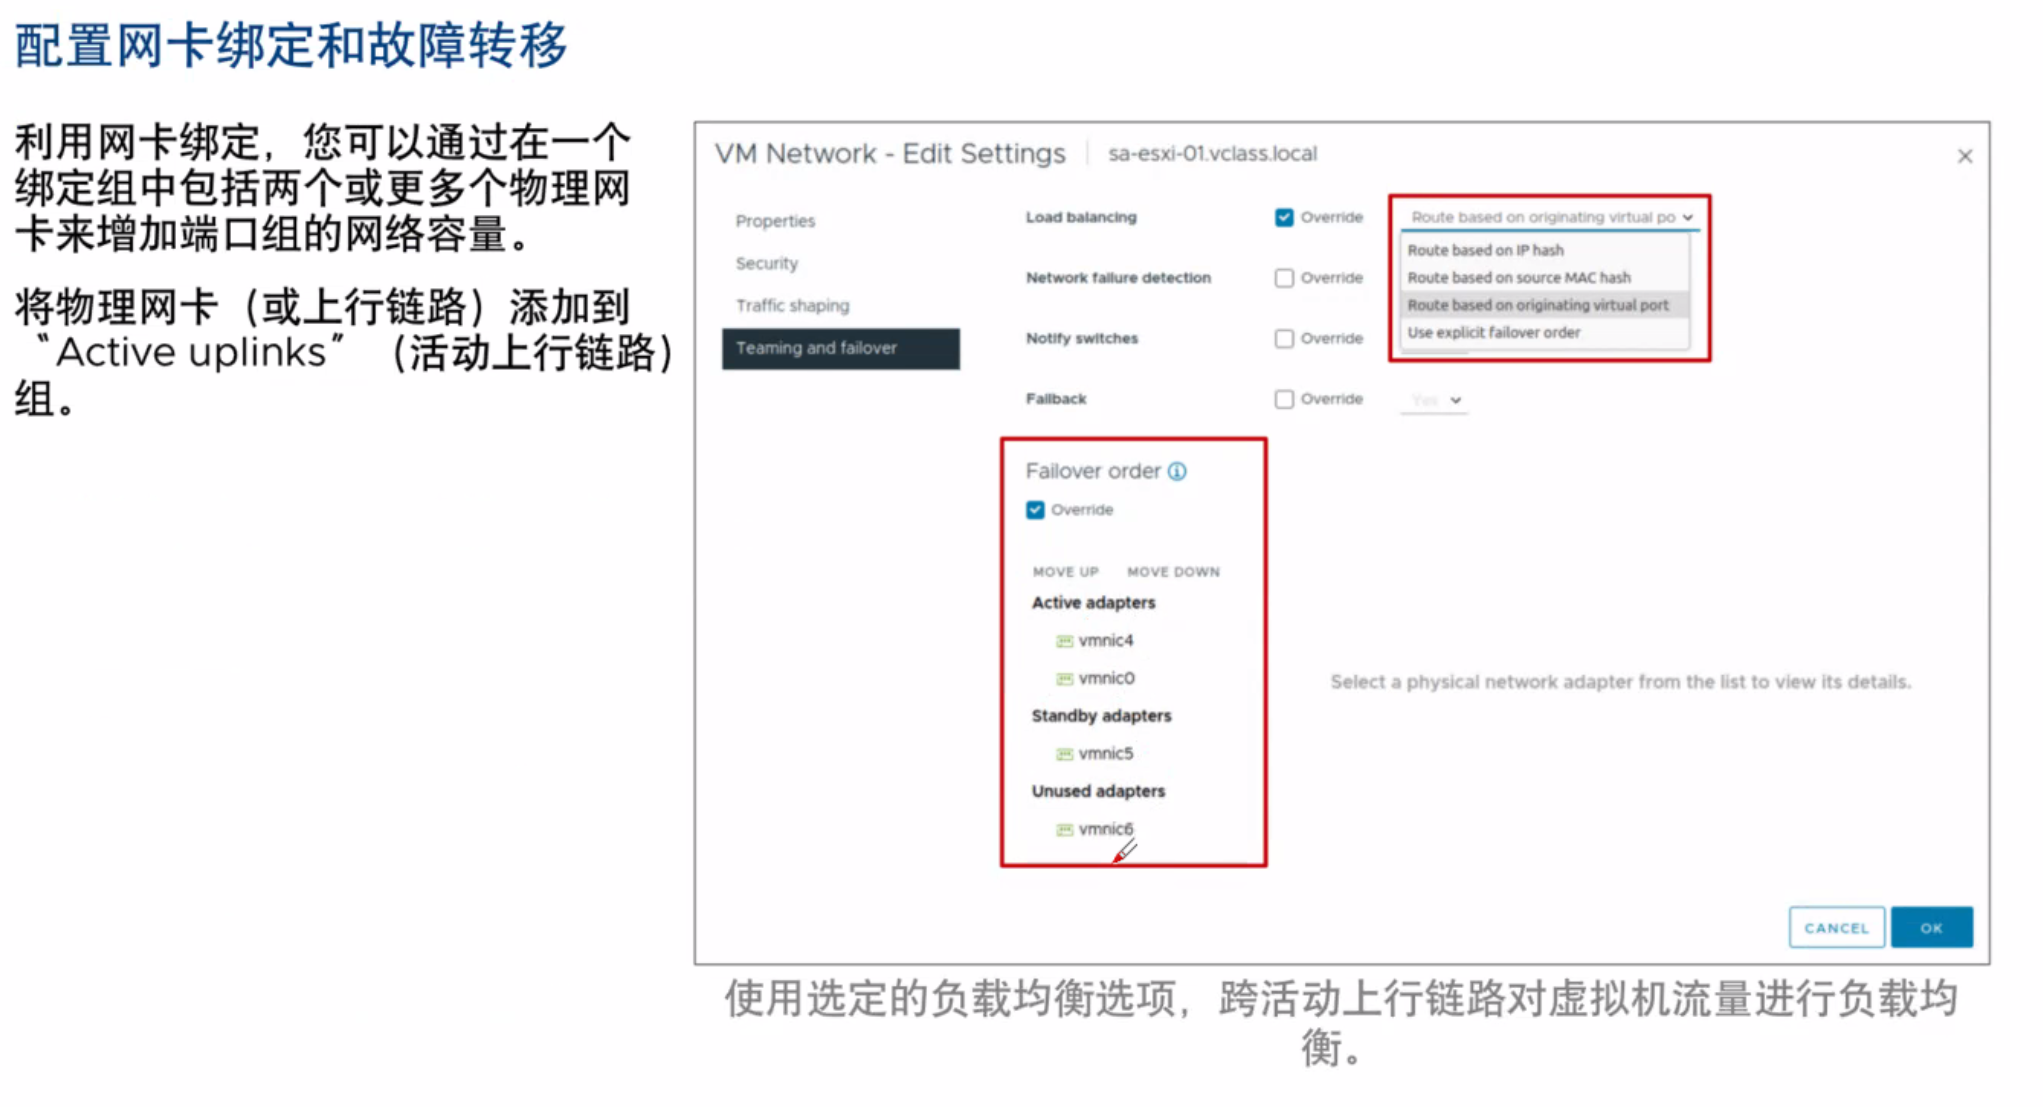 配置网卡绑定和故障转移
利用网卡绑定，您可以通过在一个
绑定组中包括两个或更多个物理网
卡来增加端口组的网络容量。
将物理网卡（或上行链路）添加到
“Active uplinks”（活动上行链路）
组。
VM Network - Edit Settings
sa-esxi-01.vclass.local
Properties
Security
Traffic shaping
Teaming and failover
Load balancing
Override
Route based on originating virtual po
Route based on IP hash
Route based on source MAC hash
Route based on originating virtual port
Use explicit failover order
Network failure detection
Override
Notify switches
Override
Fallback
Override
Yes
Failover order
Override
MOVE UP
MOVE DOWN
Active adapters
vmnic4
vmnic0
Standby adapters
vmnic5
Unused adapters
vmnic6
Select a physical network adapter from the list to view its details.
CANCEL
OK
使用选定的负载均衡选项，跨活动上行链路对虚拟机流量进行负载均
衡。